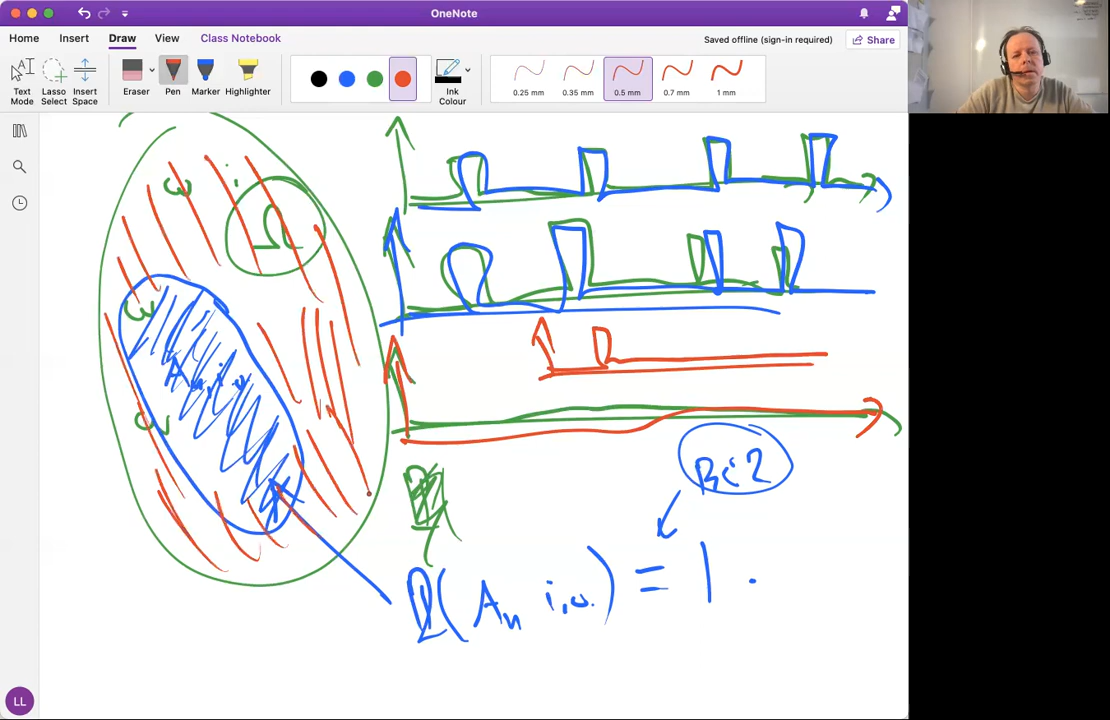 OneNote
Home Insert Draw View Class Notebook
Saved offline (sign-in required) Share
Text Mode
Lasso Select
Insert Space
Eraser
Pen
Marker
Highlighter
Ink Colour
0.25 mm
0.35 mm
0.5 mm
0.7 mm
1 mm
ω
Ω
ω
An, i.o
ω
BC2
P(An i.o.) = 1.
LL